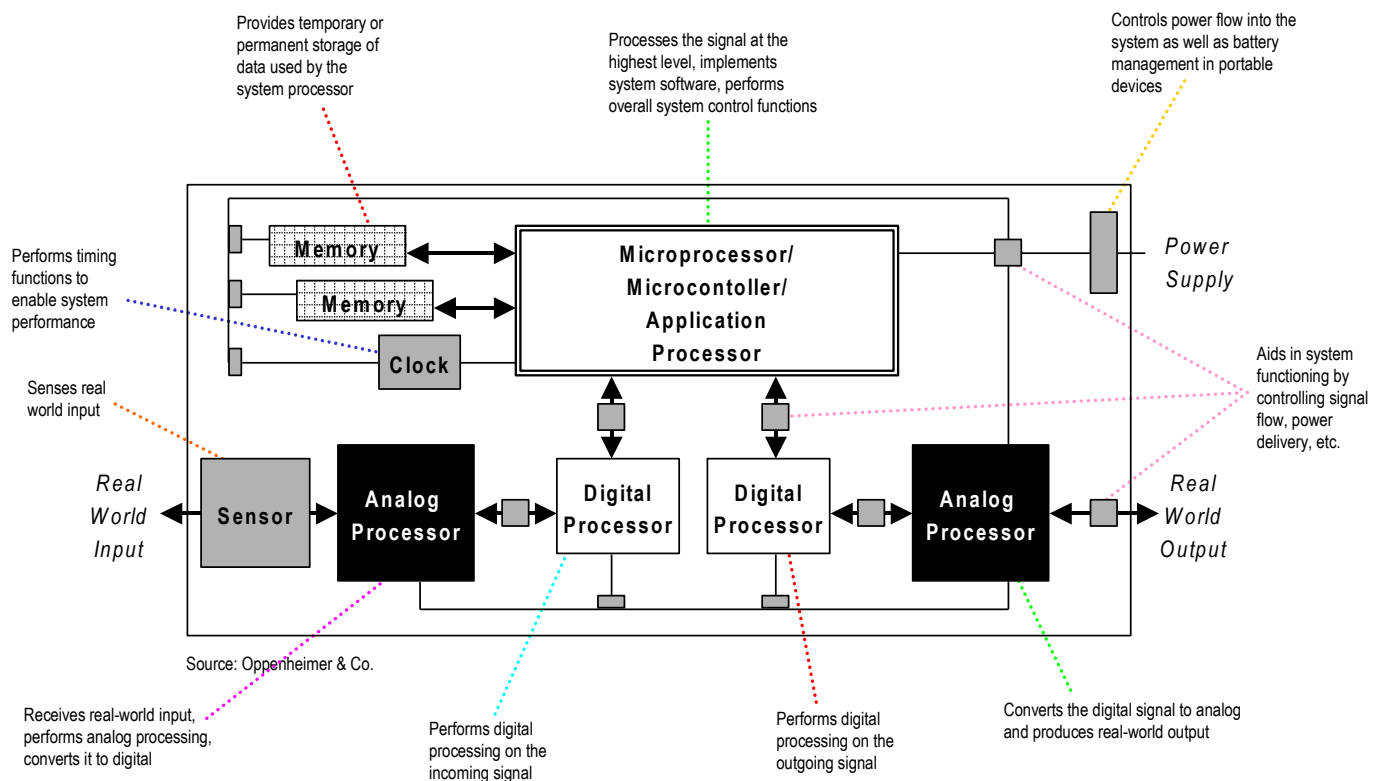 Provides temporary or
permanent storage of
data used by the
system processor
Processes the signal at the
highest level, implements
system software, performs
overall system control functions
Controls power flow into the
system as well as battery
management in portable
devices
Performs timing
functions to
enable system
performance
Memory
Memory
Clock
Microprocessor/
Microcontoller/
Application
Processor
Power
Supply
Senses real
world input
Aids in system
functioning by
controlling signal
flow, power
delivery, etc.
Real
World
Input
Sensor
Analog
Processor
Digital
Processor
Digital
Processor
Analog
Processor
Real
World
Output
Source: Oppenheimer & Co.
Receives real-world input,
performs analog processing,
converts it to digital
Performs digital
processing on the
incoming signal
Performs digital
processing on the
outgoing signal
Converts the digital signal to analog
and produces real-world output